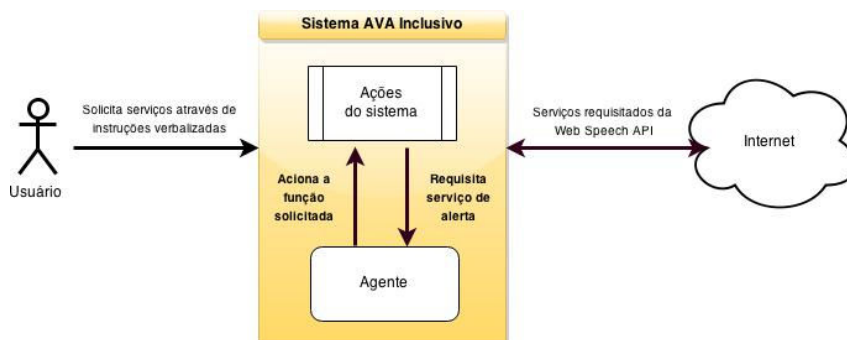 Sistema AVA Inclusivo
Ações
do sistema
Solicita serviços através de
instruções verbalizadas
Usuário
Serviços requisitados da
Web Speech API
Internet
Aciona a
função
solicitada
Requisita
serviço de
alerta
Agente